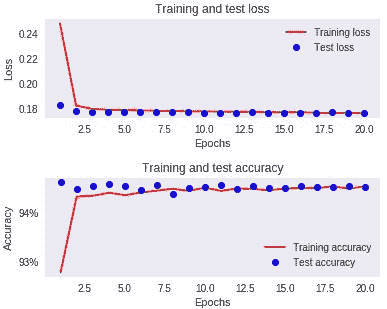 Training and test loss
0.24
0.22
0.20
0.18
Loss
Training loss
Test loss
2.5 5.0 7.5 10.0 12.5 15.0 17.5 20.0
Epochs
Training and test accuracy
94%
93%
Accuracy
Training accuracy
Test accuracy
2.5 5.0 7.5 10.0 12.5 15.0 17.5 20.0
Epochs